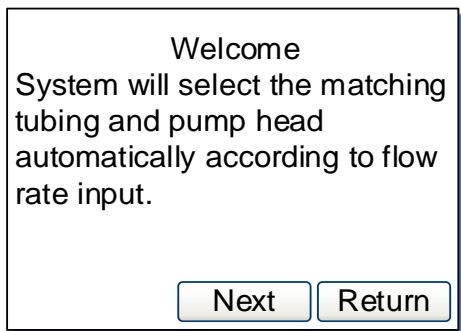 Welcome
System will select the matching
tubing and pump head
automatically according to flow
rate input.
Next
Return